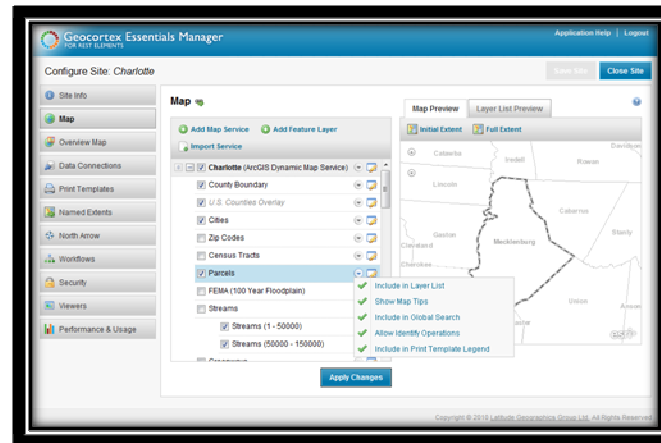 Geocortex Essentials Manager
FOR REST ELEMENTS
Application Help | Logout
Configure Site: Charlotte
Save Site
Close Site
Site Info
Map
Overview Map
Data Connections
Print Templates
Named Extents
North Arrow
Workflows
Security
Viewers
Performance & Usage
Map
Add Map Service
Add Feature Layer
Import Service
Charlotte (ArcGIS Dynamic Map Service)
County Boundary
U.S. Counties Overlay
Cities
Zip Codes
Census Tracts
Parcels
FEMA (100 Year Floodplain)
Streams
Streams (1 - 50000)
Streams (50000 - 150000)
Include in Layer List
Show Map Tips
Include in Global Search
Allow Identify Operations
Include in Print Template Legend
Apply Changes
Map Preview
Layer List Preview
Initial Extent
Full Extent
Catawba
Iredell
Rowan
Davidson
Lincoln
Cabarrus
Gaston
Mecklenburg
Stanly
Cleveland
Cherokee
Union
Anson
Copyright © 2010 Latitude Geographics Group Ltd. All Rights Reserved